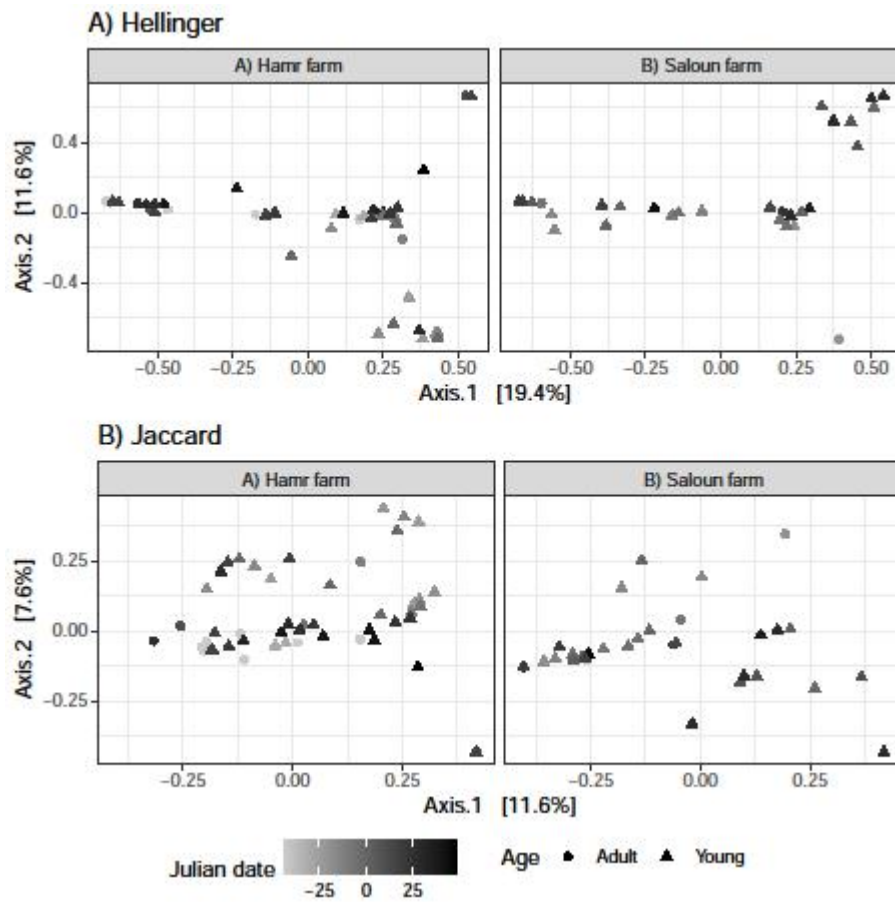 A) Hellinger
A) Hamr farm B) Saloun farm
Axis.2 [11.6%]
0.4
0.0
−0.4
−0.50 −0.25 0.00 0.25 0.50 −0.50 −0.25 0.00 0.25 0.50
Axis.1 [19.4%]
B) Jaccard
A) Hamr farm B) Saloun farm
Axis.2 [7.6%]
0.25
0.00
−0.25
−0.25 0.00 0.25 −0.25 0.00 0.25
Axis.1 [11.6%]
Julian date −25 0 25 Age Adult Young